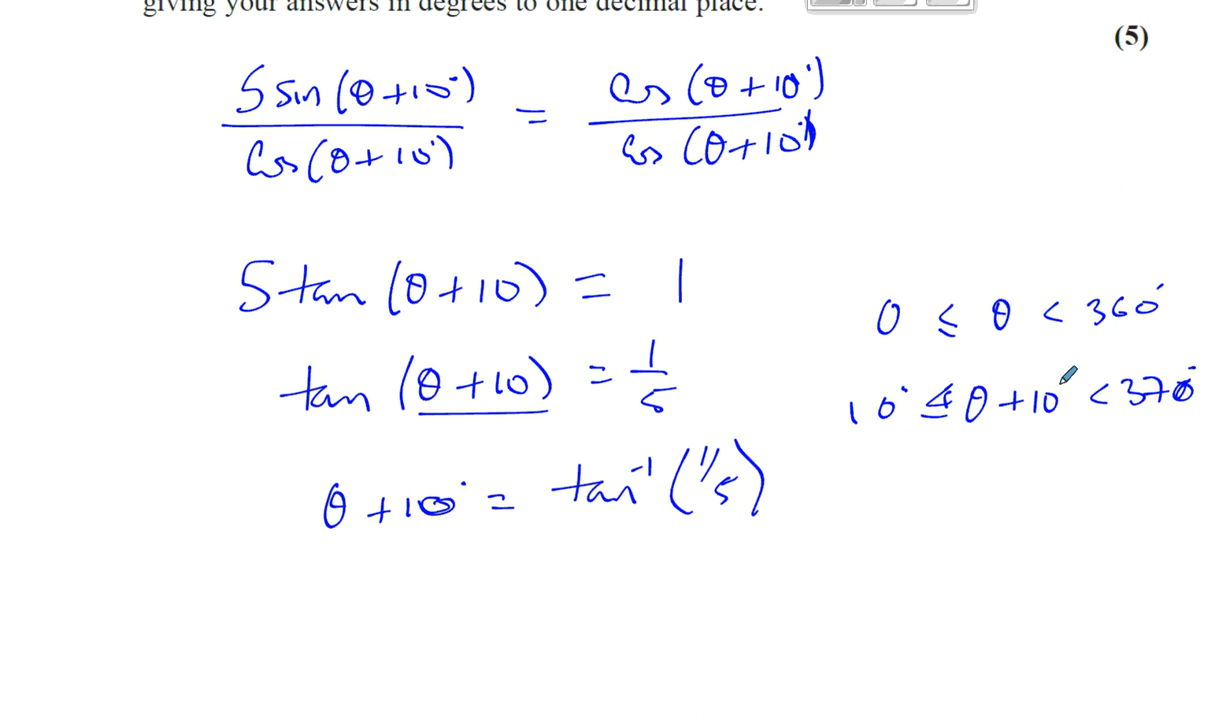 giving your answers in degrees to one decimal place.
(5)
5 sin (θ+10°) / Cos (θ+10°) = Cos (θ+10°) / Cos (θ+10°)
5 tan (θ+10) = 1
0 ≤ θ < 360°
tan (θ+10) = 1/5
10° ≤ θ+10° < 370°
θ+10° = tan⁻¹ (1/5)